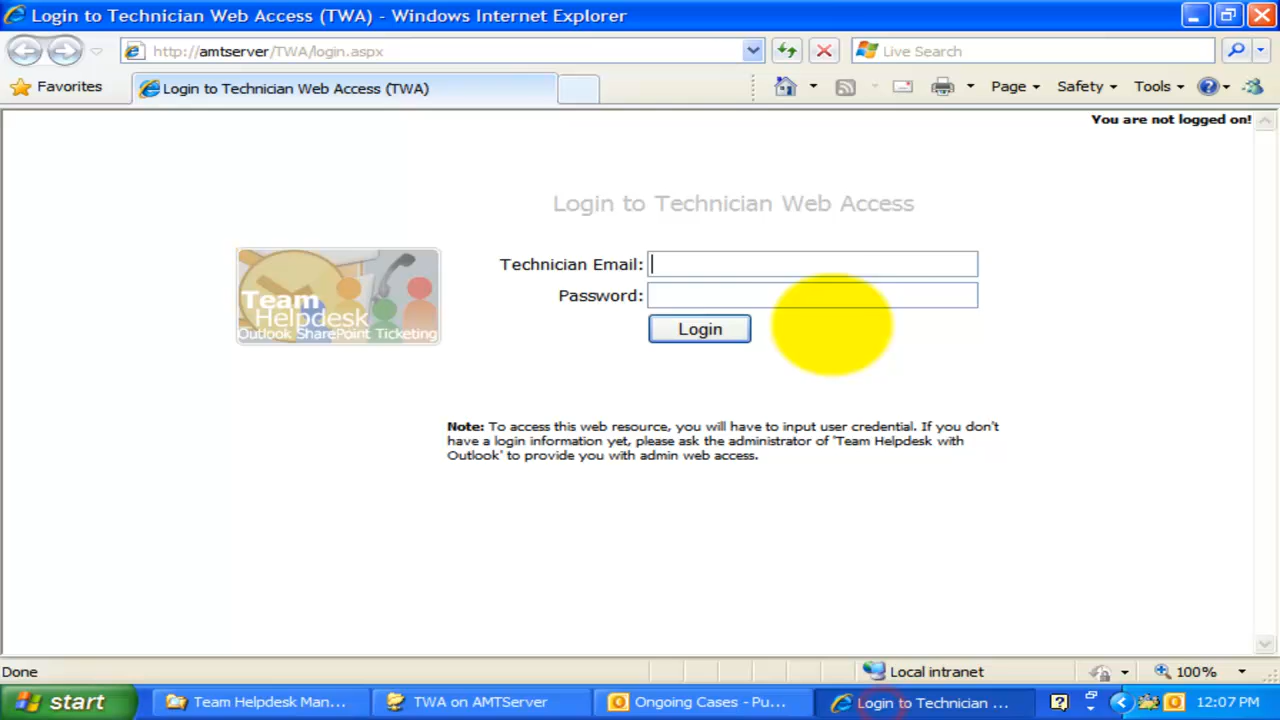 Login to Technician Web Access (TWA) - Windows Internet Explorer
http://amtserver/TWA/login.aspx
Live Search
Favorites
Login to Technician Web Access (TWA)
Page
Safety
Tools
You are not logged on!
Login to Technician Web Access
Team
Helpdesk
Outlook SharePoint Ticketing
Technician Email:
Password:
Login
Note: To access this web resource, you will have to input user credential. If you don't
have a login information yet, please ask the administrator of 'Team Helpdesk with
Outlook' to provide you with admin web access.
Done
Local intranet
100%
start
Team Helpdesk Man...
TWA on AMTServer
Ongoing Cases - Pu...
Login to Technician ...
12:07 PM